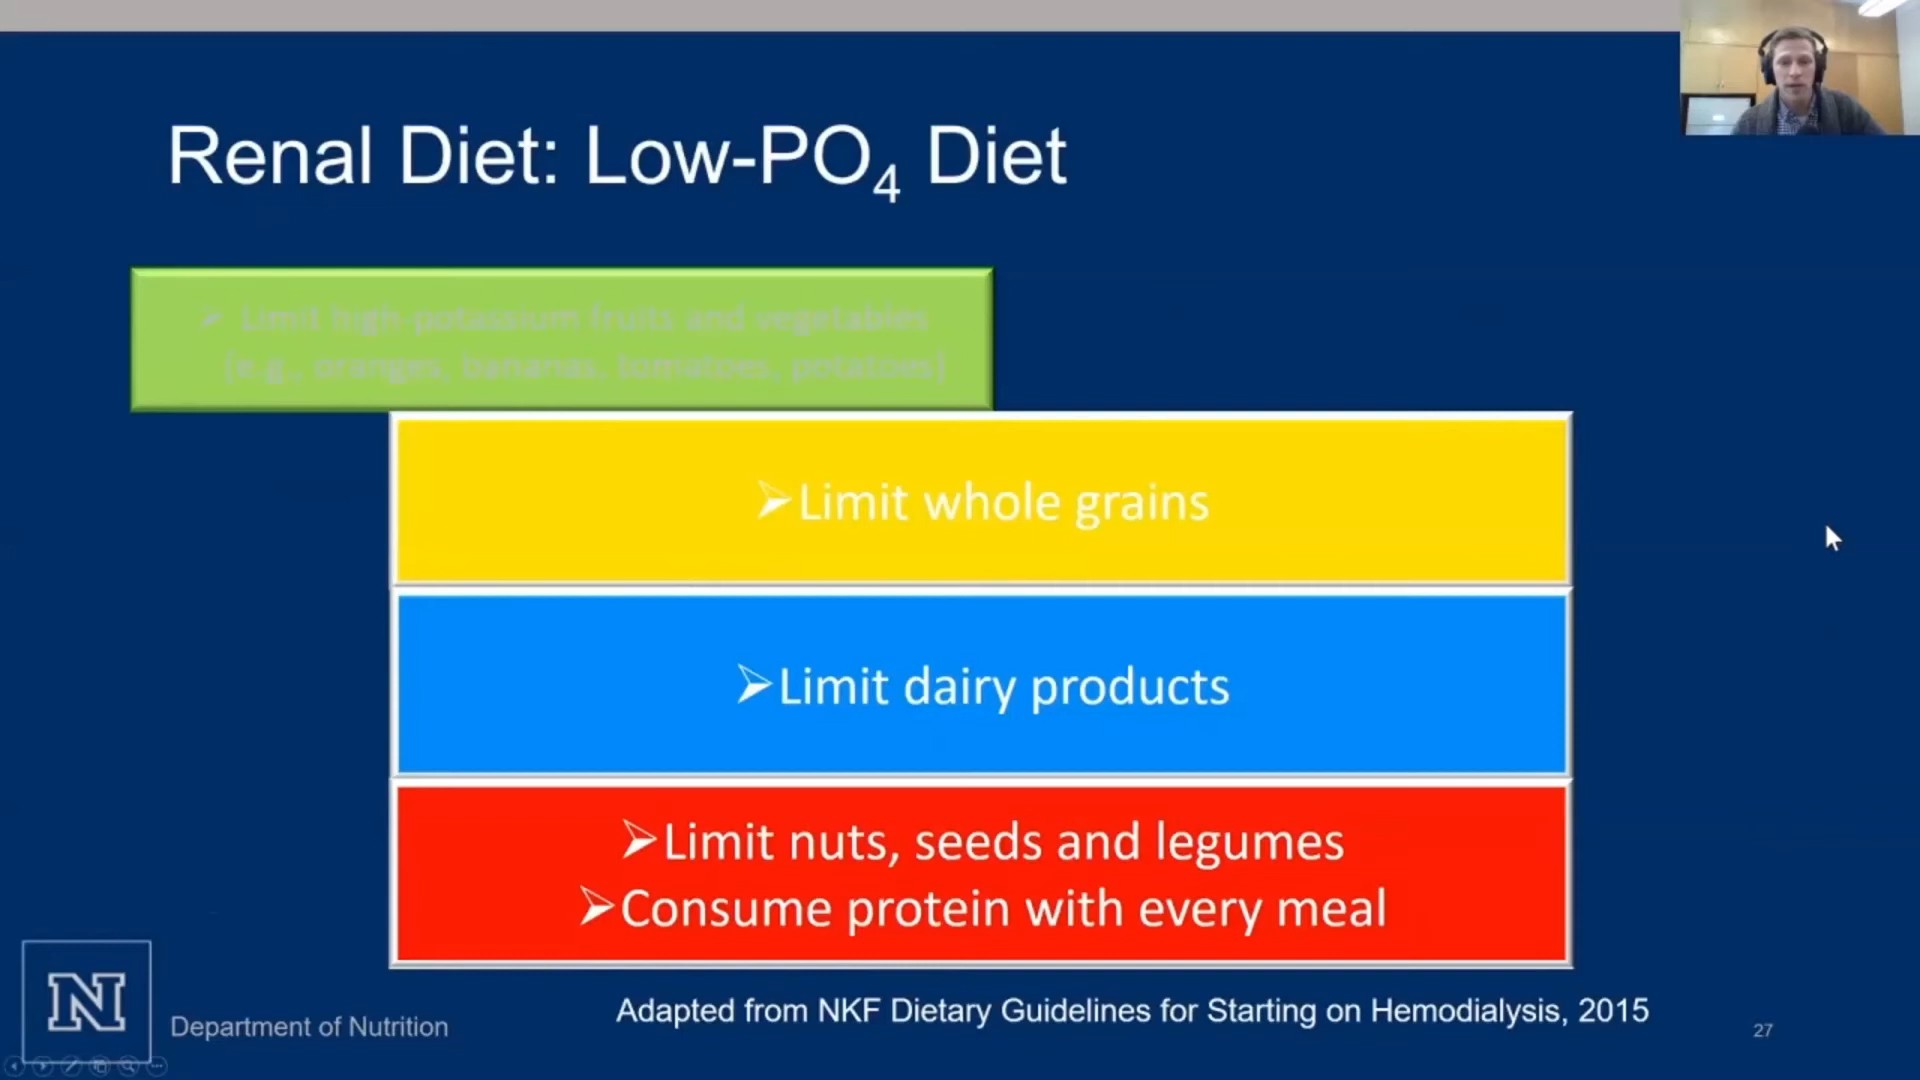 Renal Diet: Low-PO₄ Diet
➢ Limit high-potassium fruits and vegetables
(e.g., oranges, bananas, tomatoes, potatoes)
➢Limit whole grains
➢Limit dairy products
➢Limit nuts, seeds and legumes
➢Consume protein with every meal
N
Department of Nutrition
Adapted from NKF Dietary Guidelines for Starting on Hemodialysis, 2015
27